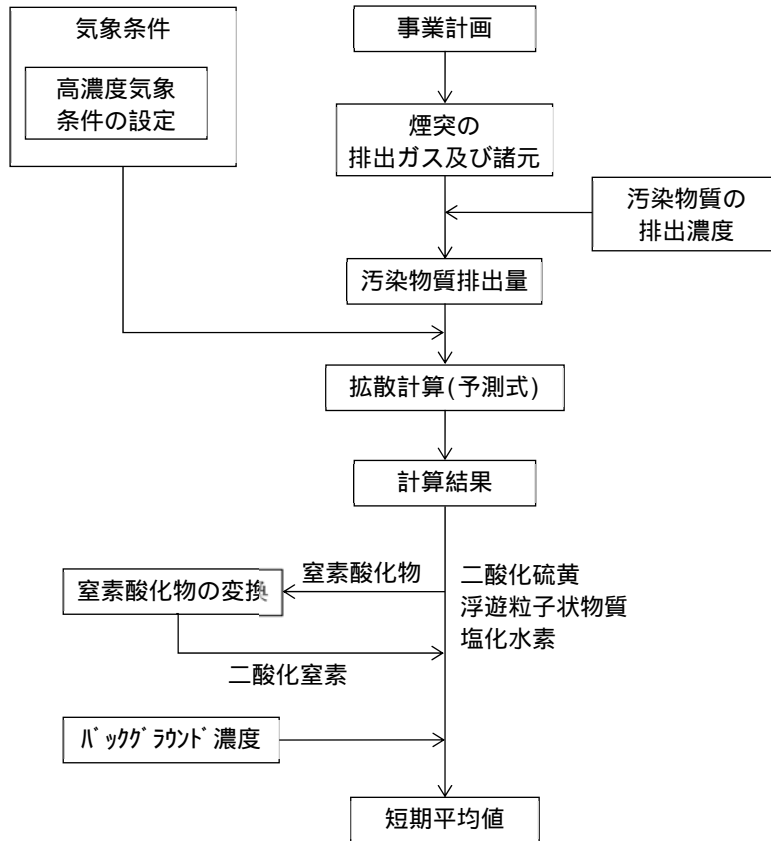 気象条件
高濃度気象
条件の設定
事業計画
煙突の
排出ガス及び諸元
汚染物質の
排出濃度
汚染物質排出量
拡散計算(予測式)
計算結果
窒素酸化物
窒素酸化物の変換
二酸化硫黄
浮遊粒子状物質
塩化水素
二酸化窒素
ﾊﾞｯｸｸﾞﾗｳﾝﾄﾞ濃度
短期平均値